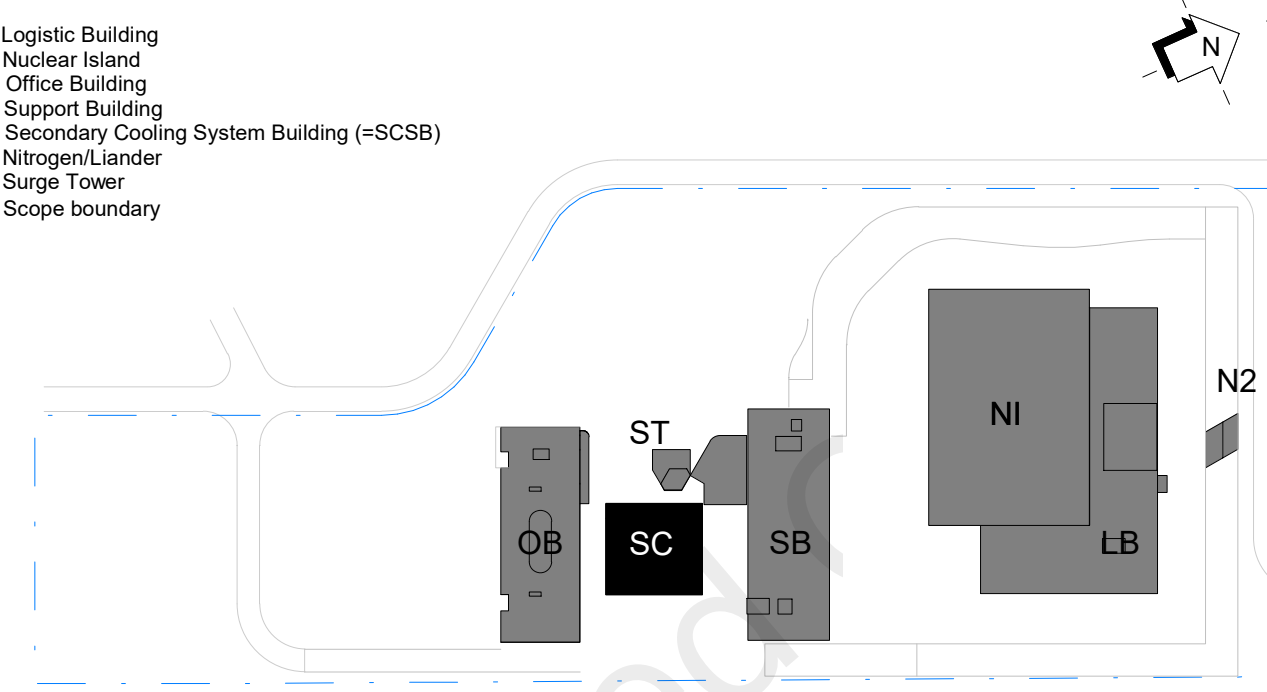 Logistic Building
Nuclear Island
Office Building
Support Building
Secondary Cooling System Building (=SCSB)
Nitrogen/Liander
Surge Tower
Scope boundary
N
N2
NI
ST
OB
SC
SB
LB